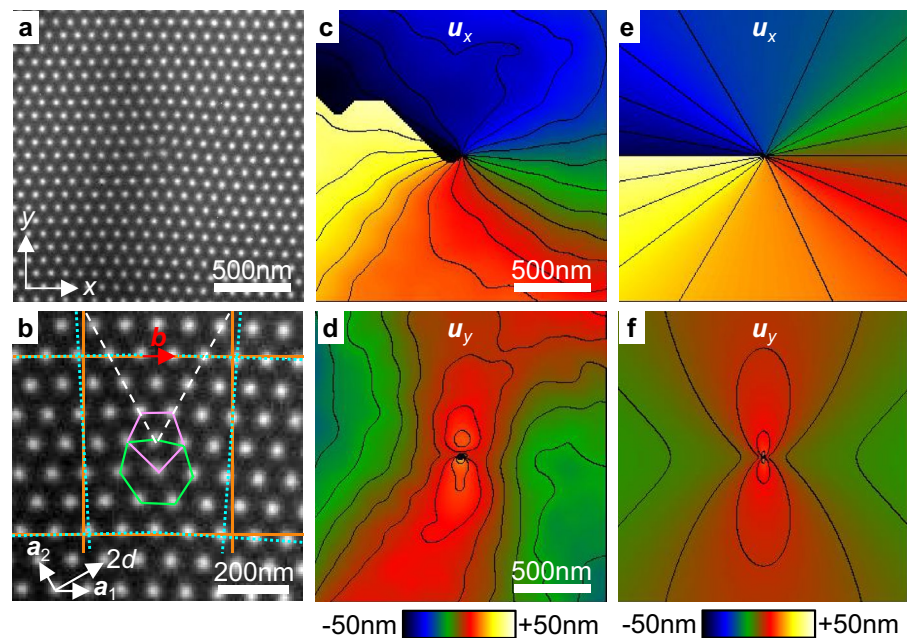 a
y
x
500nm
c
u_x
500nm
e
u_x
b
b
a_2
2d
a_1
200nm
d
u_y
500nm
f
u_y
-50nm +50nm
-50nm +50nm